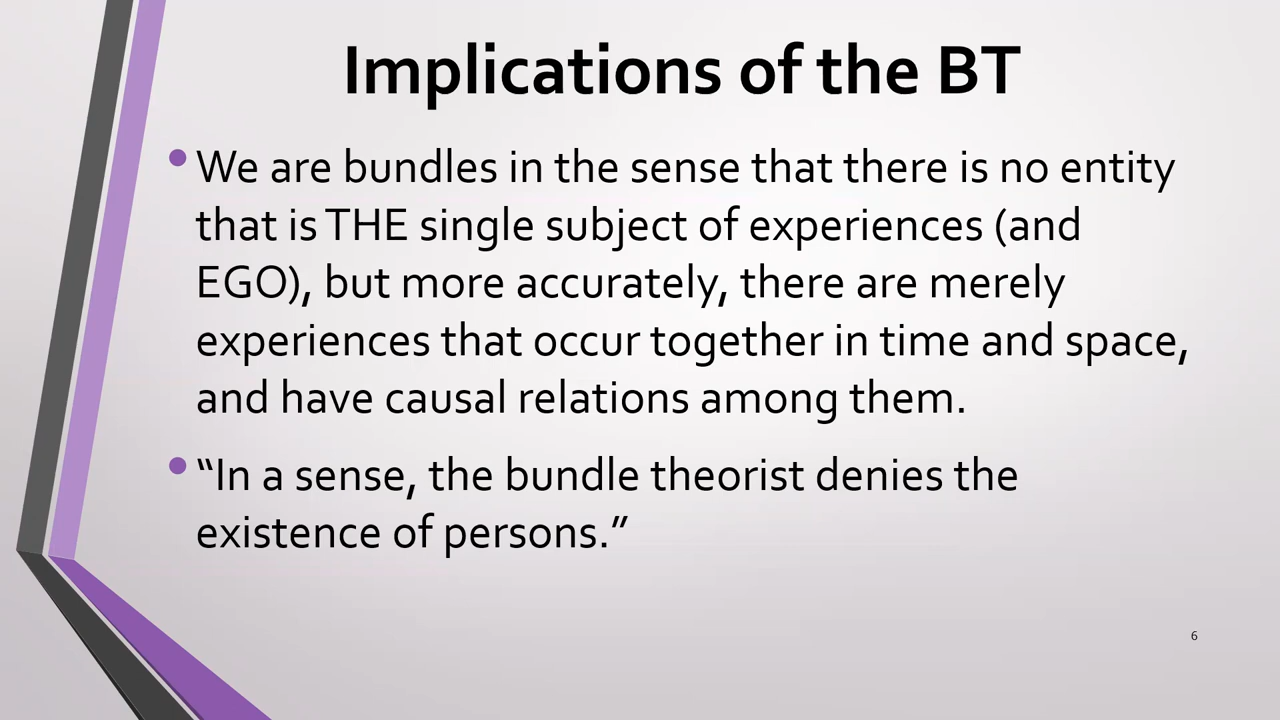 Implications of the BT
• We are bundles in the sense that there is no entity
that is THE single subject of experiences (and
EGO), but more accurately, there are merely
experiences that occur together in time and space,
and have causal relations among them.
• “In a sense, the bundle theorist denies the
existence of persons.”
6